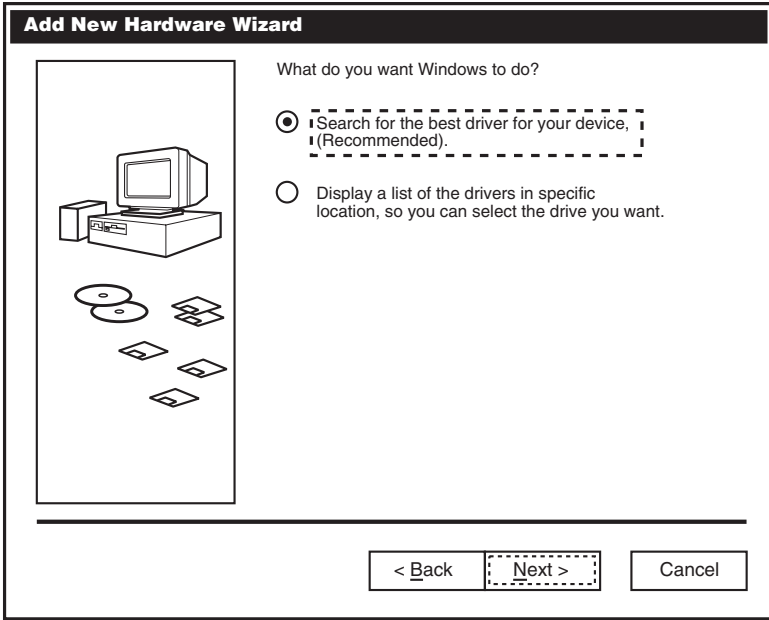 Add New Hardware Wizard
What do you want Windows to do?
Search for the best driver for your device,
(Recommended).
Display a list of the drivers in specific
location, so you can select the drive you want.
< Back
Next >
Cancel